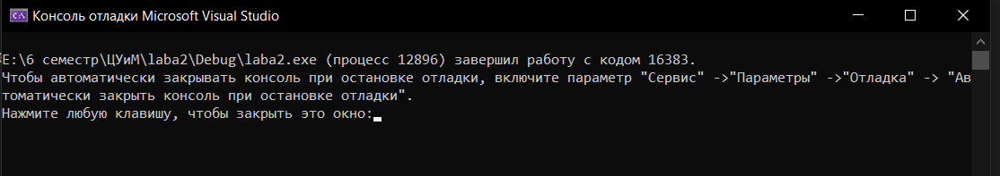 Консоль отладки Microsoft Visual Studio
E:\6 семестр\ЦУиМ\laba2\Debug\laba2.exe (процесс 12896) завершил работу с кодом 16383.
Чтобы автоматически закрывать консоль при остановке отладки, включите параметр "Сервис" ->"Параметры" ->"Отладка" -> "Ав
томатически закрыть консоль при остановке отладки".
Нажмите любую клавишу, чтобы закрыть это окно: